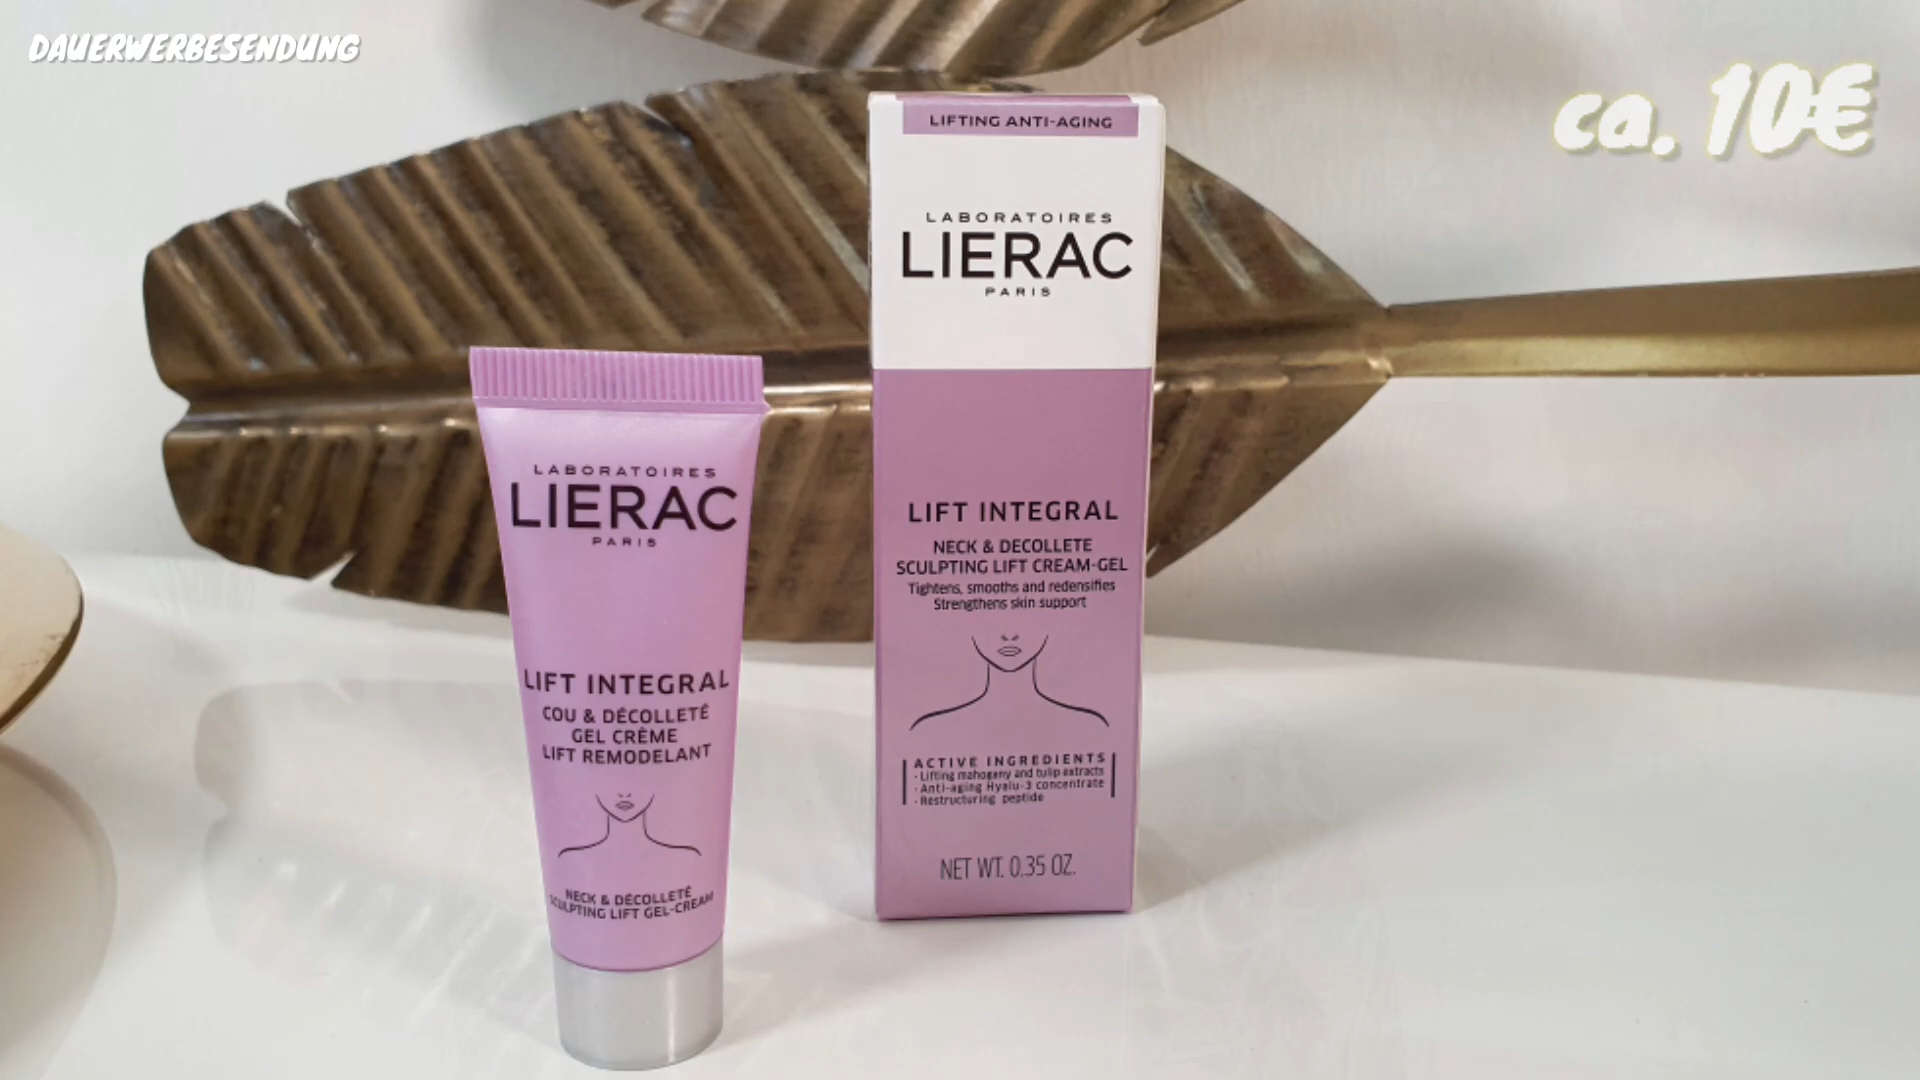 DAUERWERBESENDUNG
ca. 10€
LIFTING ANTI-AGING
LABORATOIRES
LIERAC
PARIS
LIFT INTEGRAL
NECK & DECOLLETE
SCULPTING LIFT CREAM-GEL
Tightens, smooths and redensifies
Strengthens skin support
ACTIVE INGREDIENTS
· Lifting mahogany and tulip extracts
· Anti-aging Hyalu-3 concentrate
· Restructuring peptide
NET WT. 0.35 OZ.
LABORATOIRES
LIERAC
PARIS
LIFT INTEGRAL
COU & DÉCOLLETÉ
GEL CRÈME
LIFT REMODELANT
NECK & DÉCOLLETÉ
SCULPTING LIFT GEL-CREAM